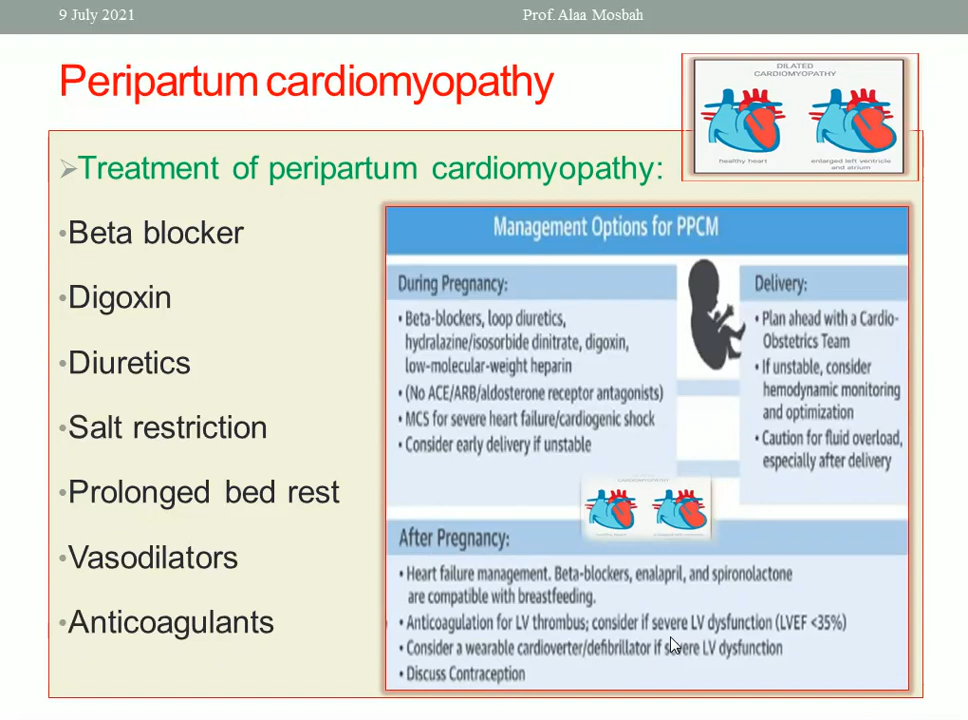 9 July 2021
Prof. Alaa Mosbah
Peripartum cardiomyopathy
DILATED
CARDIOMYOPATHY
healthy heart
enlarged left ventricle
and atrium
Treatment of peripartum cardiomyopathy:
•Beta blocker
•Digoxin
•Diuretics
•Salt restriction
•Prolonged bed rest
•Vasodilators
•Anticoagulants
Management Options for PPCM
During Pregnancy:
• Beta-blockers, loop diuretics,
hydralazine/isosorbide dinitrate, digoxin,
low-molecular-weight heparin
• (No ACE/ARB/aldosterone receptor antagonists)
• MCS for severe heart failure/cardiogenic shock
• Consider early delivery if unstable
Delivery:
• Plan ahead with a Cardio-
Obstetrics Team
• If unstable, consider
hemodynamic monitoring
and optimization
• Caution for fluid overload,
especially after delivery
CARDIOMYOPATHY
After Pregnancy:
• Heart failure management. Beta-blockers, enalapril, and spironolactone
are compatible with breastfeeding.
• Anticoagulation for LV thrombus; consider if severe LV dysfunction (LVEF <35%)
• Consider a wearable cardioverter/defibrillator if severe LV dysfunction
• Discuss Contraception